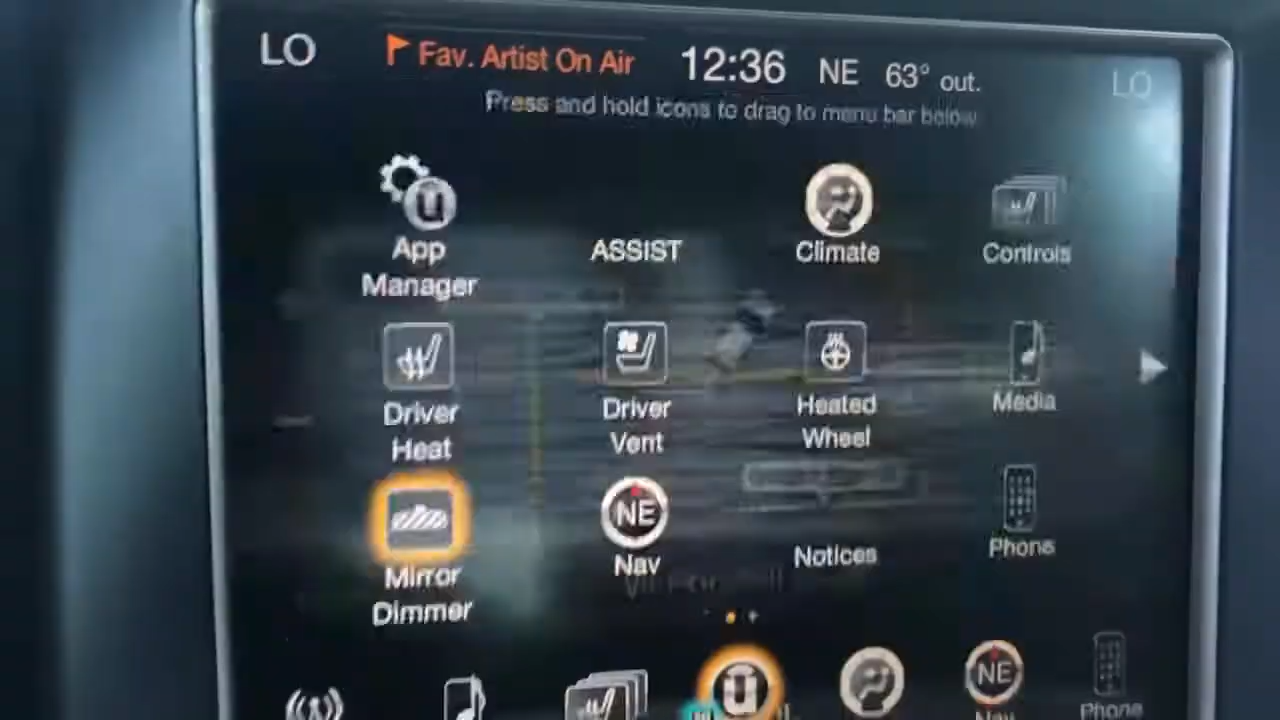 LO
Fav. Artist On Air
12:36
NE
63° out.
LO
Press and hold icons to drag to menu bar below
App
Manager
ASSIST
Climate
Controls
Driver
Heat
Driver
Vent
Heated
Wheel
Media
Mirror
Dimmer
NE
Nav
Notices
Phone
NE
Nav
Phone